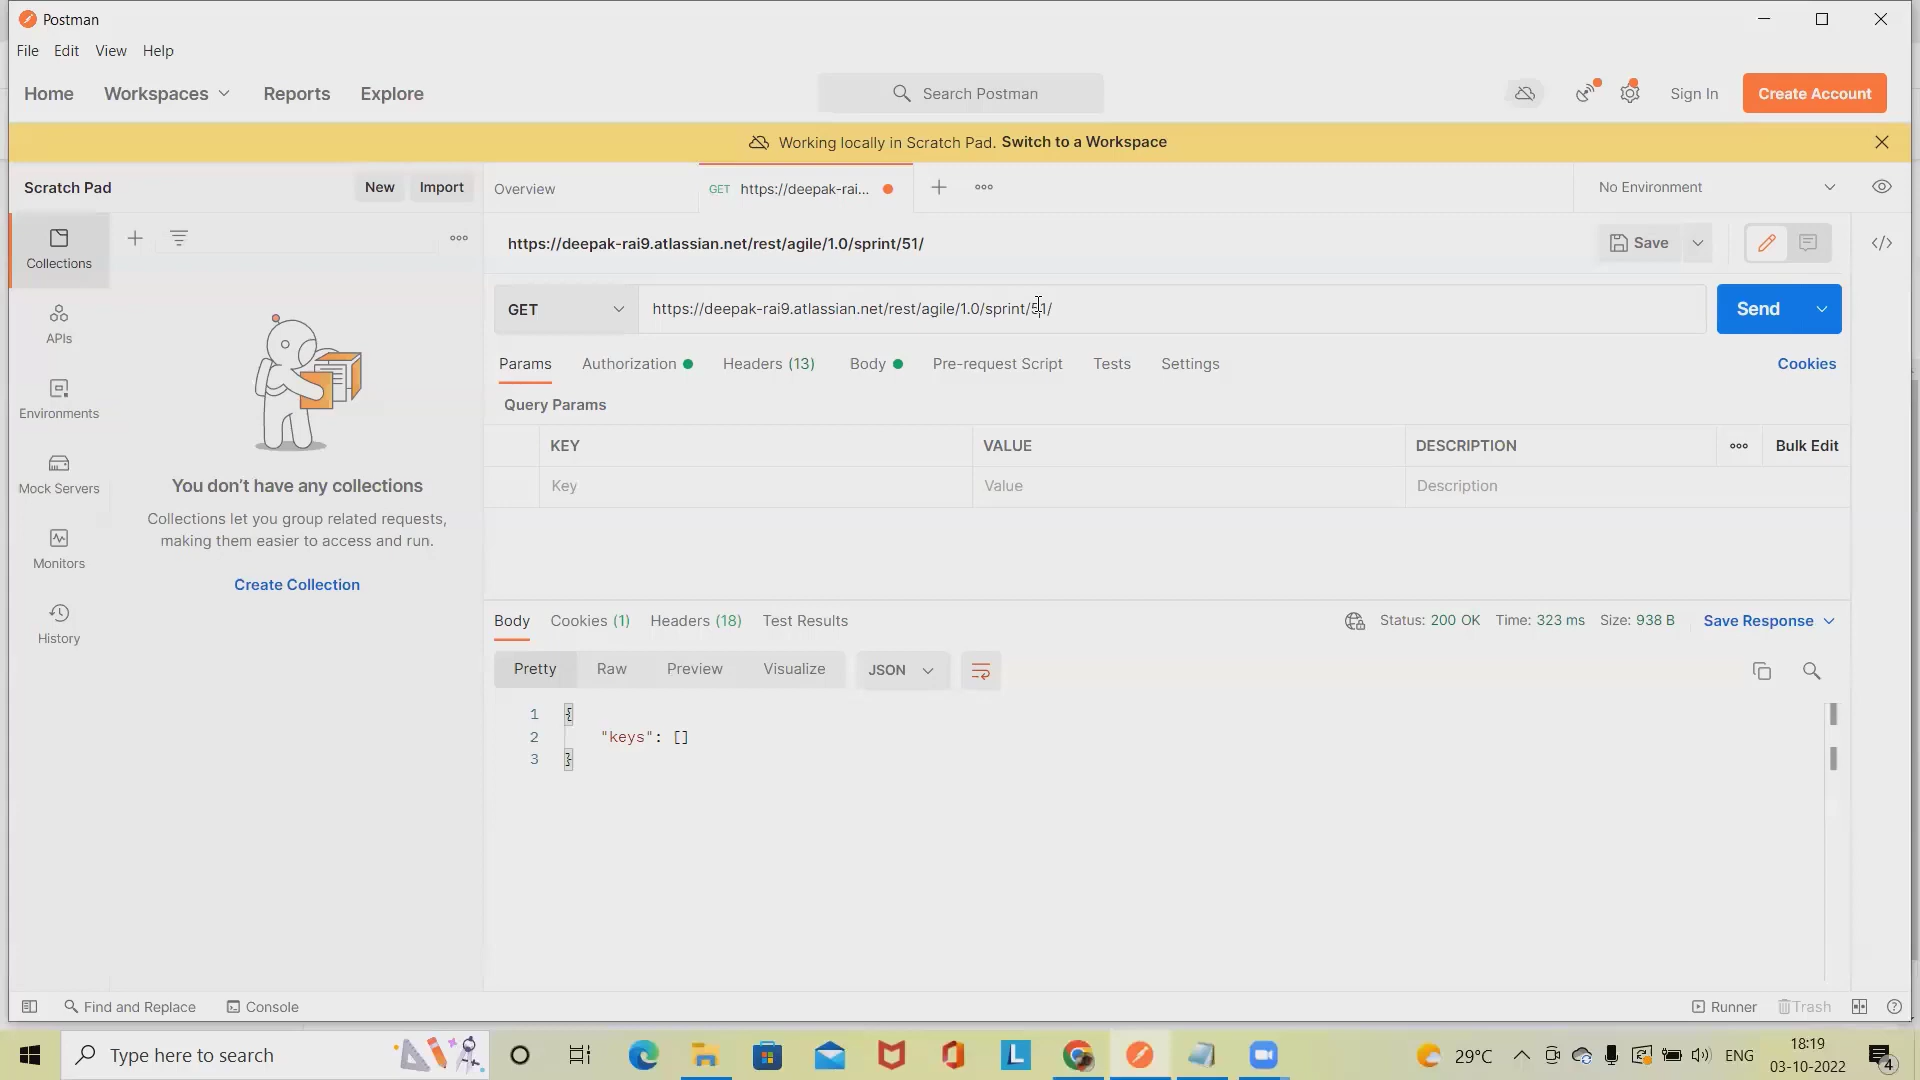 Postman
File Edit View Help
Home Workspaces Reports Explore Search Postman Sign In Create Account
Working locally in Scratch Pad. Switch to a Workspace
Scratch Pad New Import Overview GET https://deepak-rai... No Environment
Collections
APIs
Environments
Mock Servers
Monitors
History
You don't have any collections
Collections let you group related requests,
making them easier to access and run.
Create Collection
https://deepak-rai9.atlassian.net/rest/agile/1.0/sprint/51/ Save
GET https://deepak-rai9.atlassian.net/rest/agile/1.0/sprint/51/ Send
Params Authorization Headers (13) Body Pre-request Script Tests Settings Cookies
Query Params
KEY VALUE DESCRIPTION Bulk Edit
Key Value Description
Body Cookies (1) Headers (18) Test Results Status: 200 OK Time: 323 ms Size: 938 B Save Response
Pretty Raw Preview Visualize JSON
1 {
2 "keys": []
3 }
Find and Replace Console Runner Trash
Type here to search 29°C ENG 18:19
03-10-2022 4